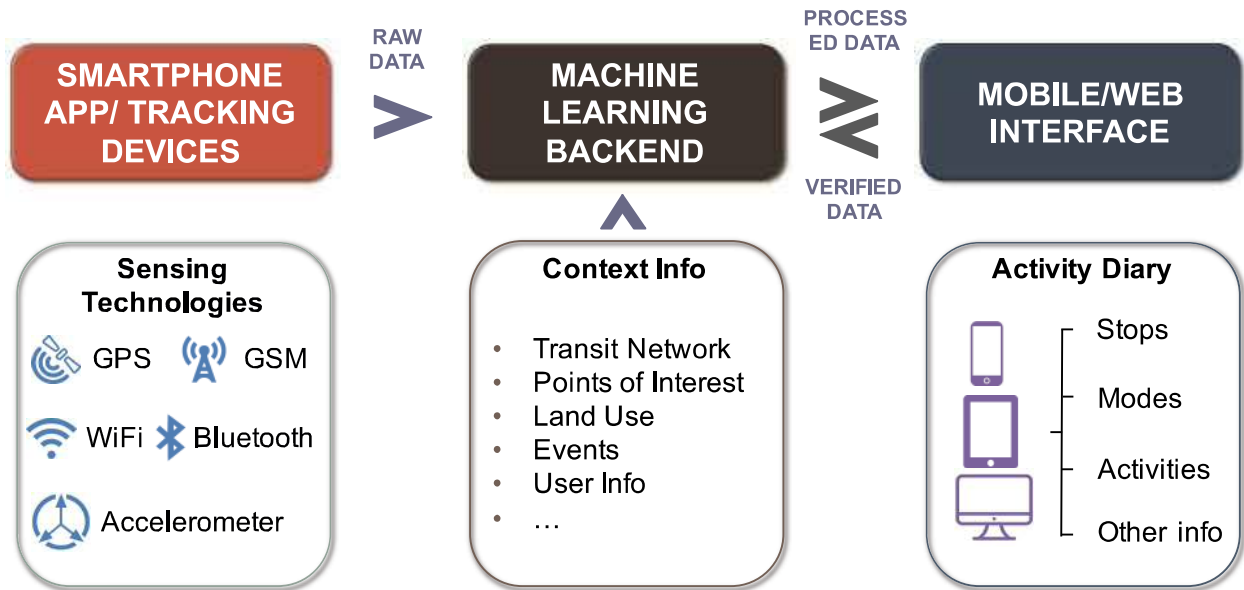 SMARTPHONE
APP/ TRACKING
DEVICES
RAW
DATA
MACHINE
LEARNING
BACKEND
PROCESS
ED DATA
VERIFIED
DATA
MOBILE/WEB
INTERFACE
Sensing
Technologies
GPS
GSM
WiFi
Bluetooth
Accelerometer
Context Info
• Transit Network
• Points of Interest
• Land Use
• Events
• User Info
• …
Activity Diary
Stops
Modes
Activities
Other info